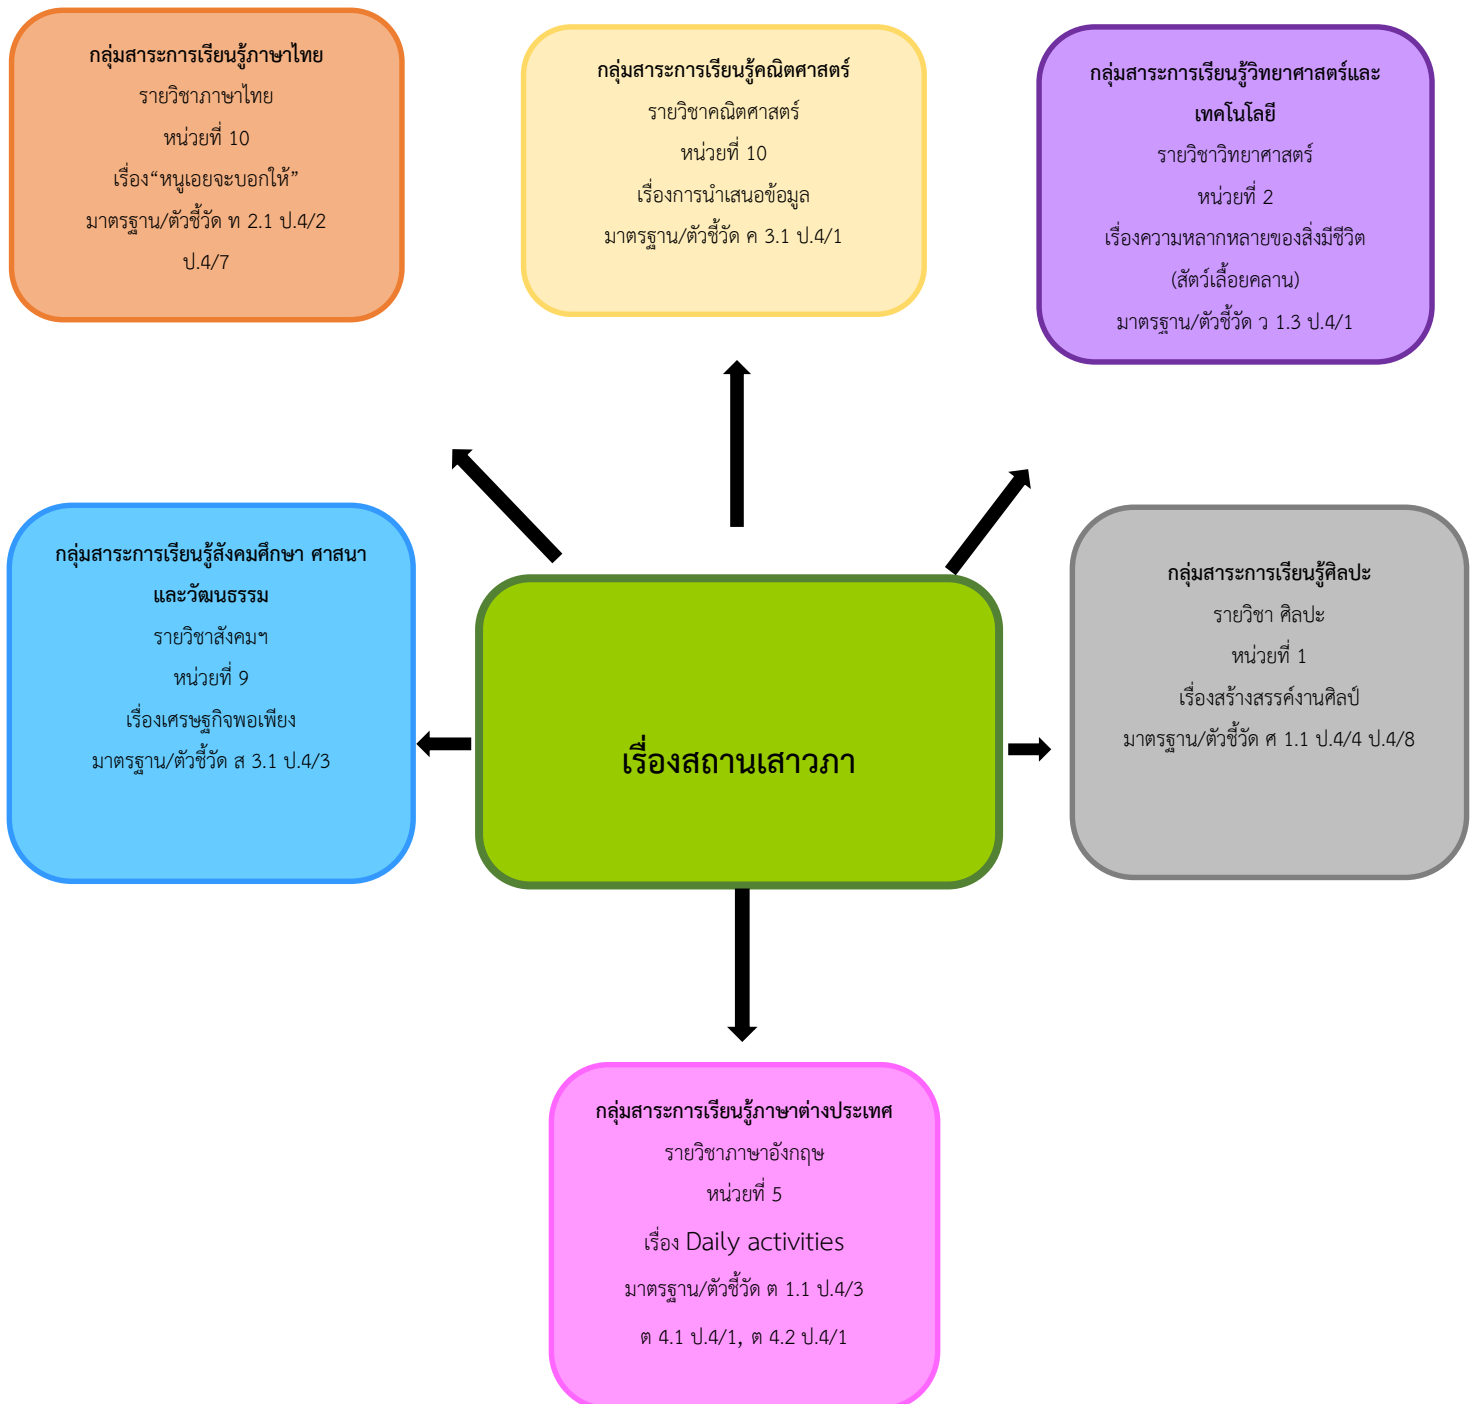 กลุ่มสาระการเรียนรู้ภาษาไทย
รายวิชาภาษาไทย
หน่วยที่ 10
เรื่อง“หนูเอยจะบอกให้”
มาตรฐาน/ตัวชี้วัด ท 2.1 ป.4/2
ป.4/7
กลุ่มสาระการเรียนรู้คณิตศาสตร์
รายวิชาคณิตศาสตร์
หน่วยที่ 10
เรื่องการนำเสนอข้อมูล
มาตรฐาน/ตัวชี้วัด ค 3.1 ป.4/1
กลุ่มสาระการเรียนรู้วิทยาศาสตร์และ
เทคโนโลยี
รายวิชาวิทยาศาสตร์
หน่วยที่ 2
เรื่องความหลากหลายของสิ่งมีชีวิต
(สัตว์เลื้อยคลาน)
มาตรฐาน/ตัวชี้วัด ว 1.3 ป.4/1
กลุ่มสาระการเรียนรู้สังคมศึกษา ศาสนา
และวัฒนธรรม
รายวิชาสังคมฯ
หน่วยที่ 9
เรื่องเศรษฐกิจพอเพียง
มาตรฐาน/ตัวชี้วัด ส 3.1 ป.4/3
เรื่องสถานเสาวภา
กลุ่มสาระการเรียนรู้ศิลปะ
รายวิชา ศิลปะ
หน่วยที่ 1
เรื่องสร้างสรรค์งานศิลป์
มาตรฐาน/ตัวชี้วัด ศ 1.1 ป.4/4 ป.4/8
กลุ่มสาระการเรียนรู้ภาษาต่างประเทศ
รายวิชาภาษาอังกฤษ
หน่วยที่ 5
เรื่อง Daily activities
มาตรฐาน/ตัวชี้วัด ต 1.1 ป.4/3
ต 4.1 ป.4/1, ต 4.2 ป.4/1